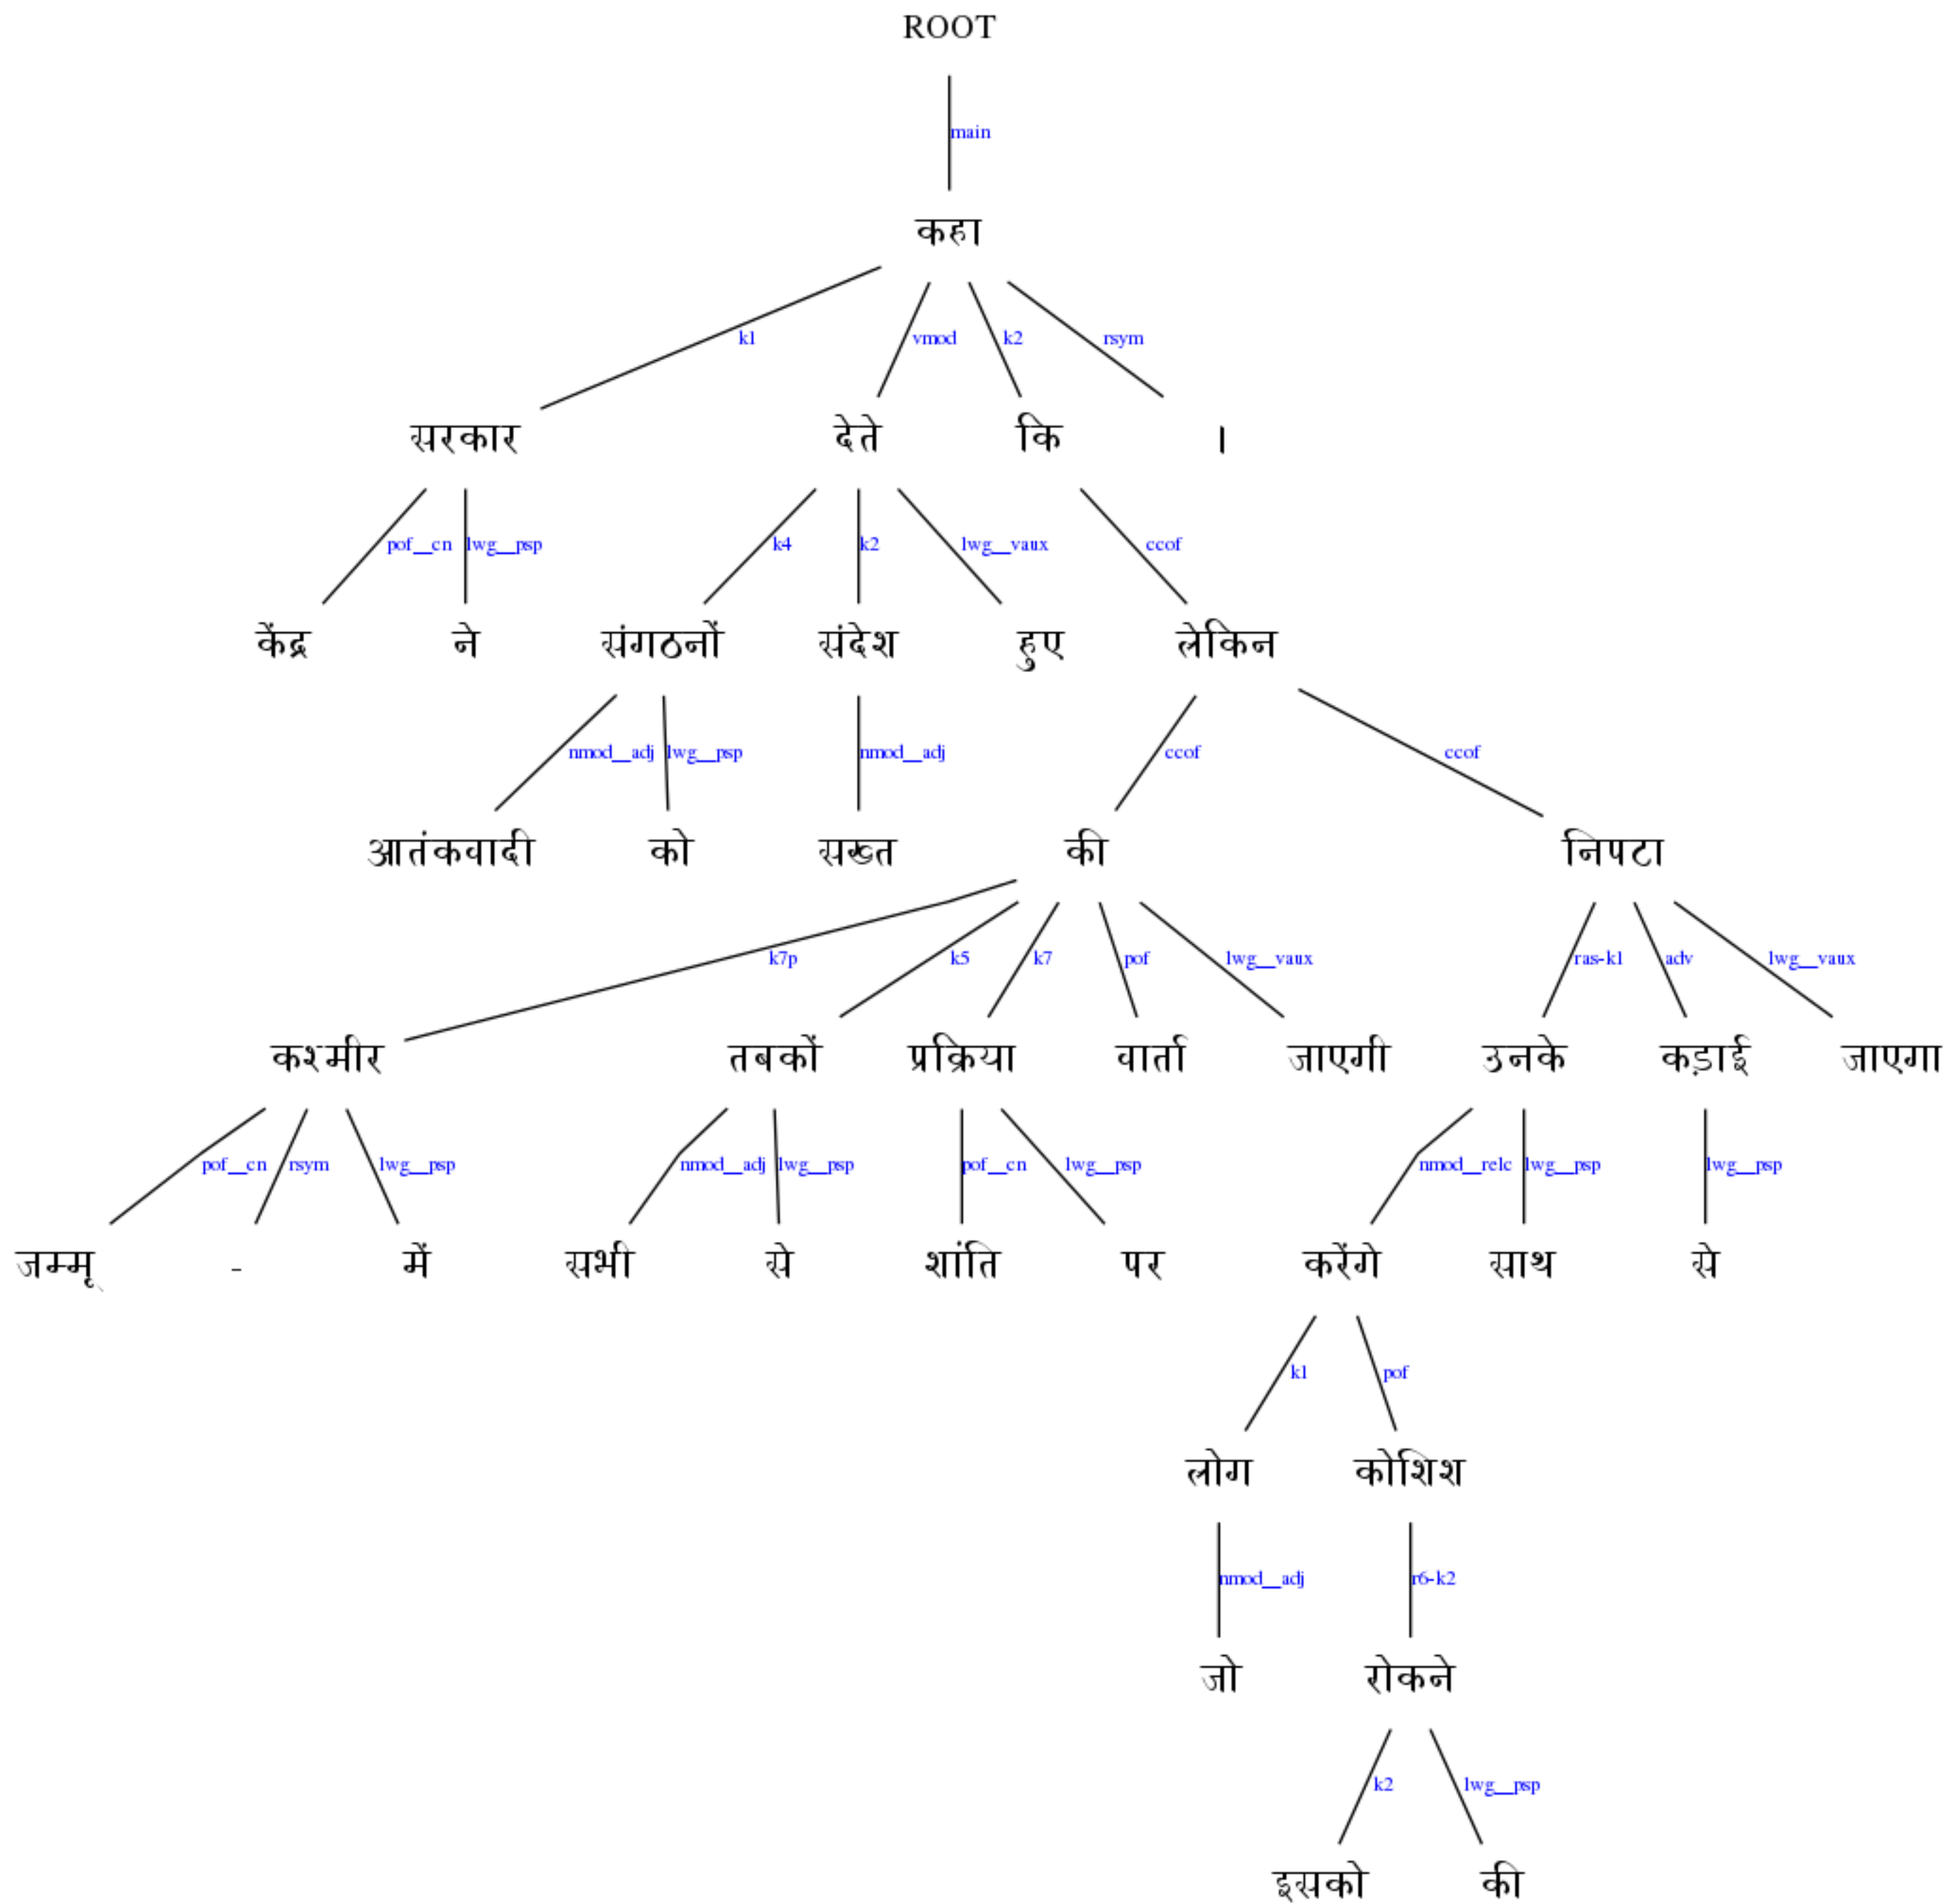 ROOT
main
कहा
k1 vmod k2 rsym
सरकार देते कि ।
pof__cn lwg__psp k4 k2 lwg__vaux ccof
केंद्र ने संगठनों संदेश हुए लेकिन
nmod__adj lwg__psp nmod__adj ccof ccof
आतंकवादी को सख्त की निपटा
k7p k5 k7 pof lwg__vaux ras-k1 adv lwg__vaux
कश्मीर तबकों प्रक्रिया वार्ता जाएगी उनके कड़ाई जाएगा
pof__cn rsym lwg__psp nmod__adj lwg__psp pof__cn lwg__psp nmod__relc lwg__psp lwg__psp
जम्मू - में सभी से शांति पर करेंगे साथ से
k1 pof
लोग कोशिश
nmod__adj r6-k2
जो रोकने
k2 lwg__psp
इसको की